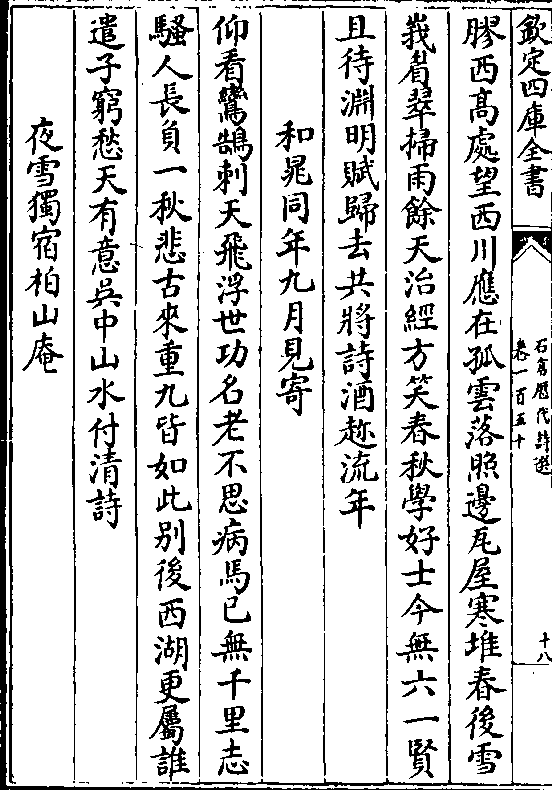 欽定四庫全書
石倉歷代詩選
卷一百五十
十八
膠西髙處望西川應在孤雲落照邊瓦屋寒堆春後雪
峩眉翠掃雨餘天治經方笑春秋學好士今無六一賢
且待淵明賦歸去共將詩酒趂流年
和晁同年九月見寄
仰看鸞鵠刺天飛浮世功名老不思病馬已無千里志
騷人長負一秋悲古來重九皆如此别後西湖更屬誰
遣子窮愁天有意吳中山水付清詩
夜雪獨宿柏山庵